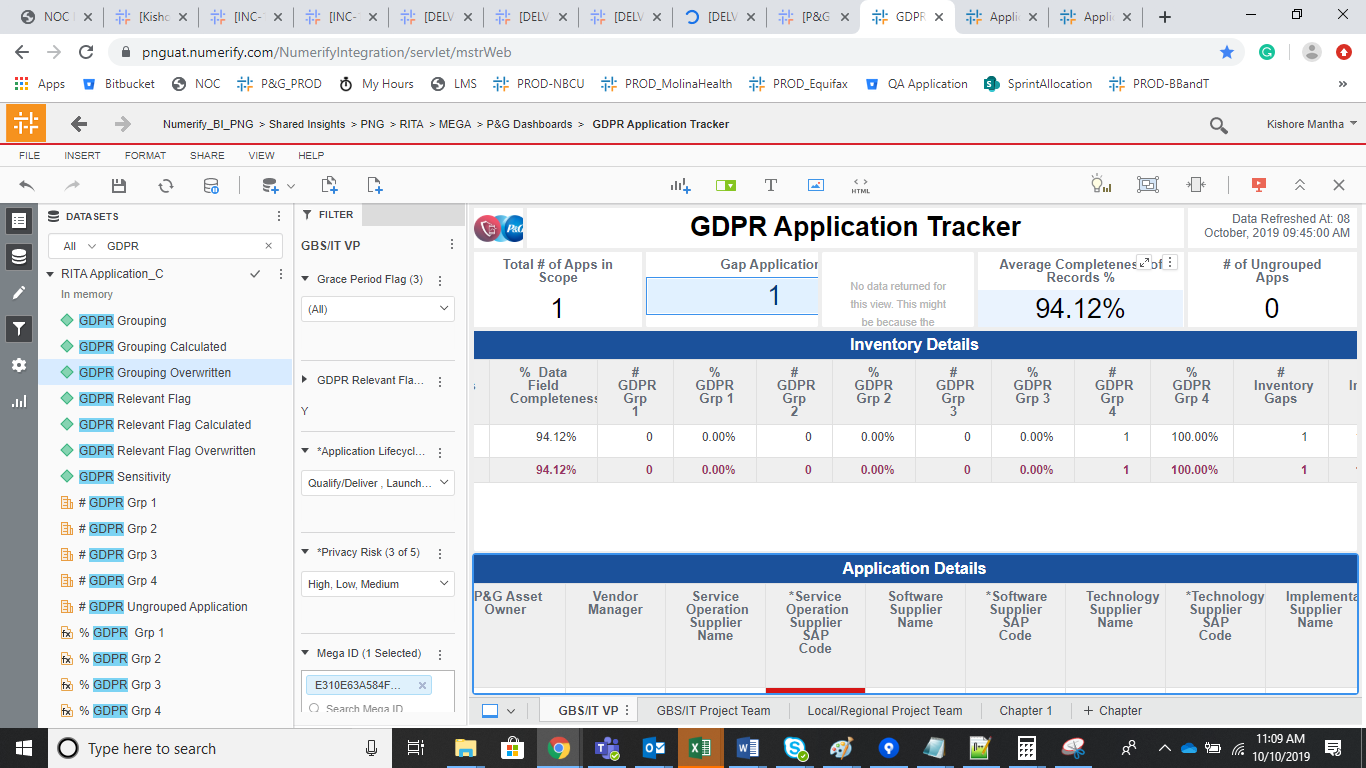 NOC
[Kisho
[INC-
[INC-1
[DELV
[DELV
[DELV
[DELV
[P&G
GDPR
Appli
Appli
pnguat.numerify.com/NumerifyIntegration/servlet/mstrWeb
Apps Bitbucket NOC P&G_PROD My Hours LMS PROD-NBCU PROD_MolinaHealth PROD_Equifax QA Application SprintAllocation PROD-BBandT »
Numerify_BI_PNG > Shared Insights > PNG > RITA > MEGA > P&G Dashboards > GDPR Application Tracker
Kishore Mantha
FILE INSERT FORMAT SHARE VIEW HELP
HTML
DATASETS
All GDPR
RITA Application_C
In memory
GDPR Grouping
GDPR Grouping Calculated
GDPR Grouping Overwritten
GDPR Relevant Flag
GDPR Relevant Flag Calculated
GDPR Relevant Flag Overwritten
GDPR Sensitivity
# GDPR Grp 1
# GDPR Grp 2
# GDPR Grp 3
# GDPR Grp 4
# GDPR Ungrouped Application
fx % GDPR Grp 1
fx % GDPR Grp 2
fx % GDPR Grp 3
fx % GDPR Grp 4
FILTER
GBS/IT VP
Grace Period Flag (3)
(All)
GDPR Relevant Fla...
Y
*Application Lifecycl...
Qualify/Deliver , Launch...
*Privacy Risk (3 of 5)
High, Low, Medium
Mega ID (1 Selected)
E310E63A584F...
Search Mega ID
P&G
GDPR Application Tracker
Data Refreshed At: 08
October, 2019 09:45:00 AM
Total # of Apps in
Scope
1
Gap Application
1
No data returned for
this view. This might
be because the
Average Completeness of
Records %
94.12%
# of Ungrouped
Apps
0
Inventory Details
% Data
Field
Completeness
#
GDPR
Grp
1
%
GDPR
Grp 1
#
GDPR
Grp
2
%
GDPR
Grp 2
#
GDPR
Grp
3
%
GDPR
Grp 3
#
GDPR
Grp
4
%
GDPR
Grp 4
#
Inventory
Gaps
94.12% 0 0.00% 0 0.00% 0 0.00% 1 100.00% 1
94.12% 0 0.00% 0 0.00% 0 0.00% 1 100.00% 1
Application Details
P&G Asset
Owner
Vendor
Manager
Service
Operation
Supplier
Name
*Service
Operation
Supplier
SAP
Code
Software
Supplier
Name
*Software
Supplier
SAP
Code
Technology
Supplier
Name
*Technology
Supplier
SAP
Code
Implementa
Supplier
Name
GBS/IT VP GBS/IT Project Team Local/Regional Project Team Chapter 1 + Chapter
Type here to search
11:09 AM
10/10/2019